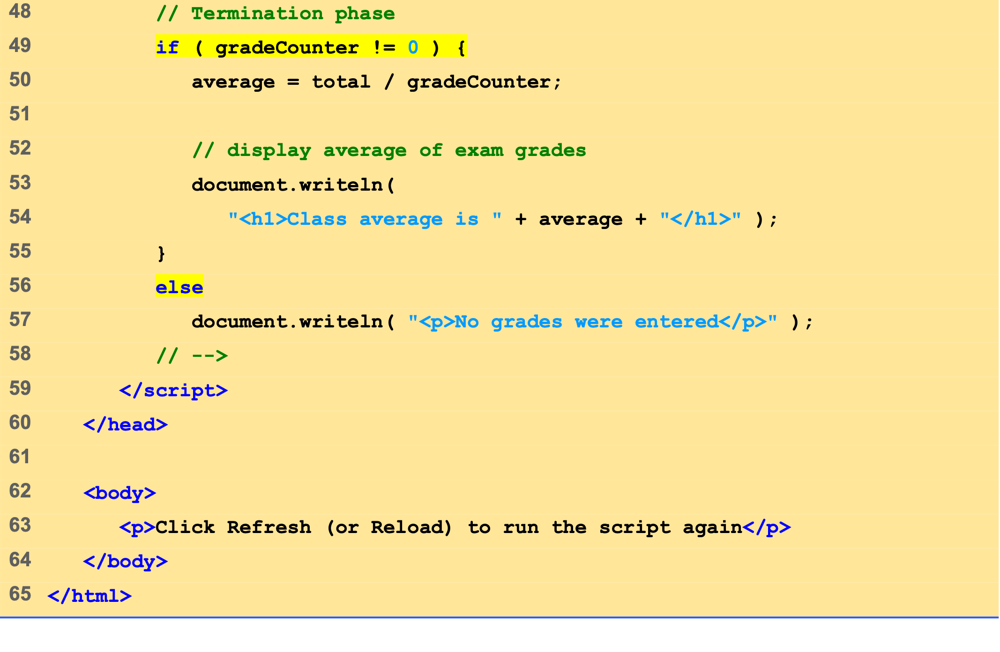 48 // Termination phase
49 if ( gradeCounter != 0 ) {
50 average = total / gradeCounter;
51
52 // display average of exam grades
53 document.writeln(
54 "<h1>Class average is " + average + "</h1>" );
55 }
56 else
57 document.writeln( "<p>No grades were entered</p>" );
58 // -->
59 </script>
60 </head>
61
62 <body>
63 <p>Click Refresh (or Reload) to run the script again</p>
64 </body>
65 </html>